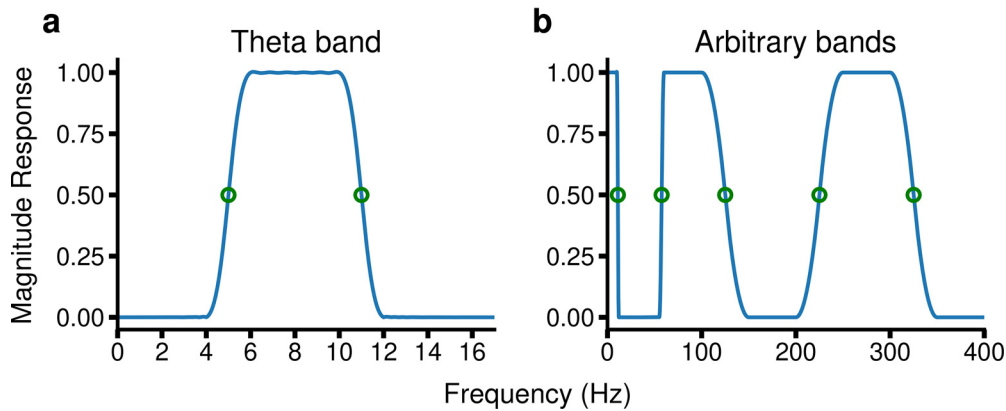 a
Theta band
Magnitude Response
1.00
0.75
0.50
0.25
0.00
0 2 4 6 8 10 12 14 16
b
Arbitrary bands
1.00
0.75
0.50
0.25
0.00
0 100 200 300 400
Frequency (Hz)